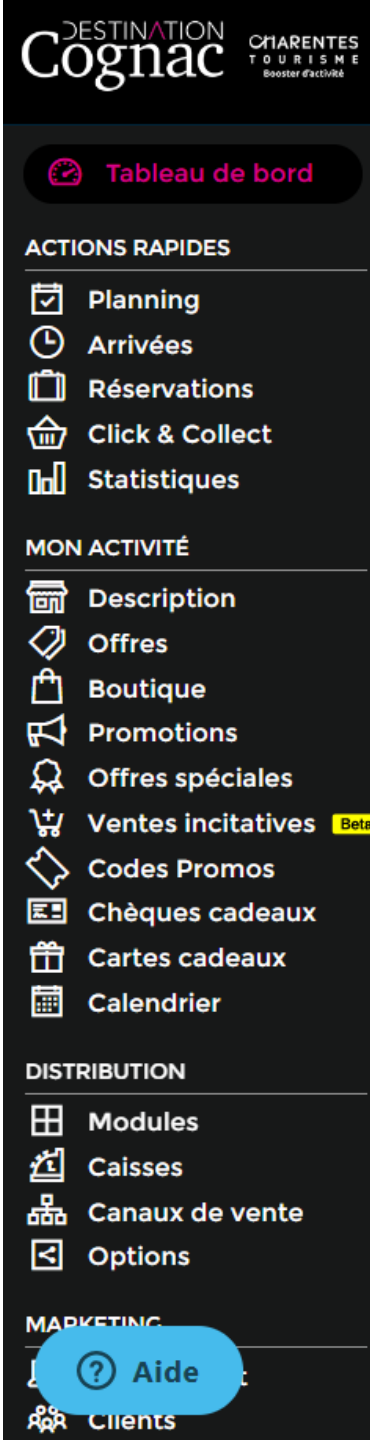 DESTINATION
Cognac
CHARENTES
TOURISME
Booster d'activité
Tableau de bord
ACTIONS RAPIDES
Planning
Arrivées
Réservations
Click & Collect
Statistiques
MON ACTIVITÉ
Description
Offres
Boutique
Promotions
Offres spéciales
Ventes incitatives Beta
Codes Promos
Chèques cadeaux
Cartes cadeaux
Calendrier
DISTRIBUTION
Modules
Caisses
Canaux de vente
Options
MARKETING
Aide
Clients